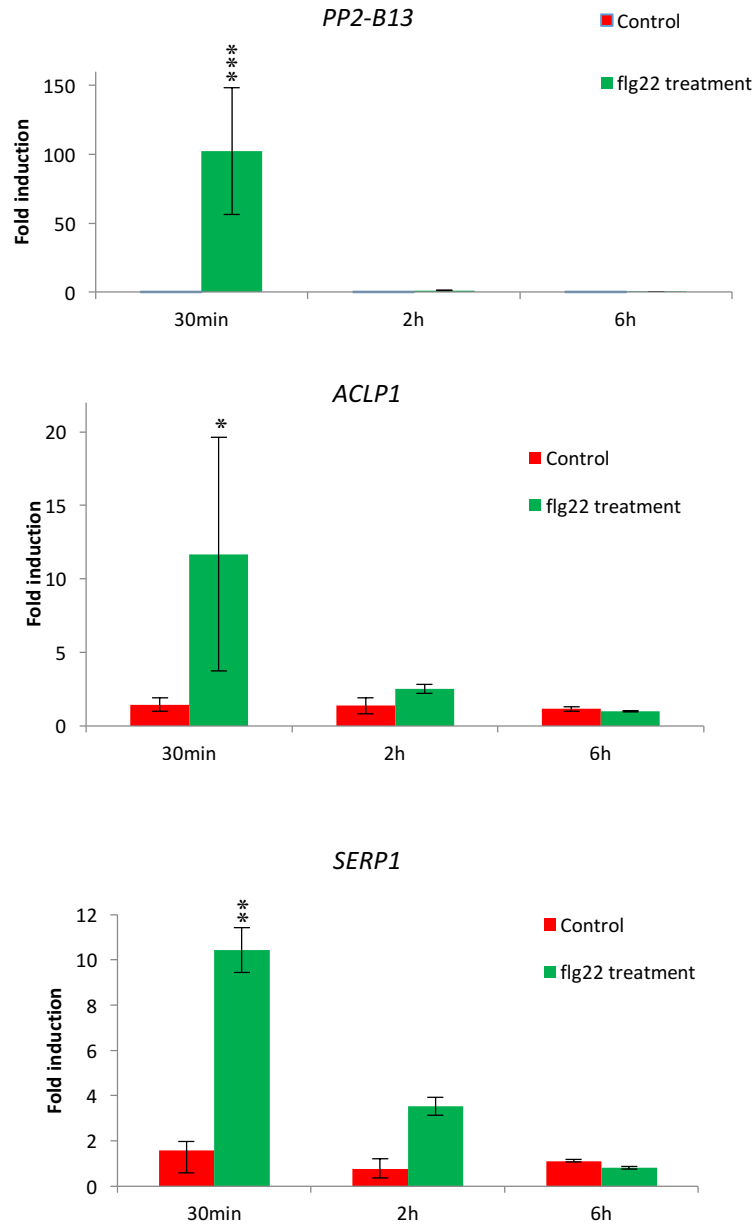 PP2-B13
Control
flg22 treatment
***
Fold induction
150
100
50
0
30min
2h
6h
ACLP1
Control
flg22 treatment
*
Fold induction
20
15
10
5
0
30min
2h
6h
SERP1
Control
flg22 treatment
**
Fold induction
12
10
8
6
4
2
0
30min
2h
6h